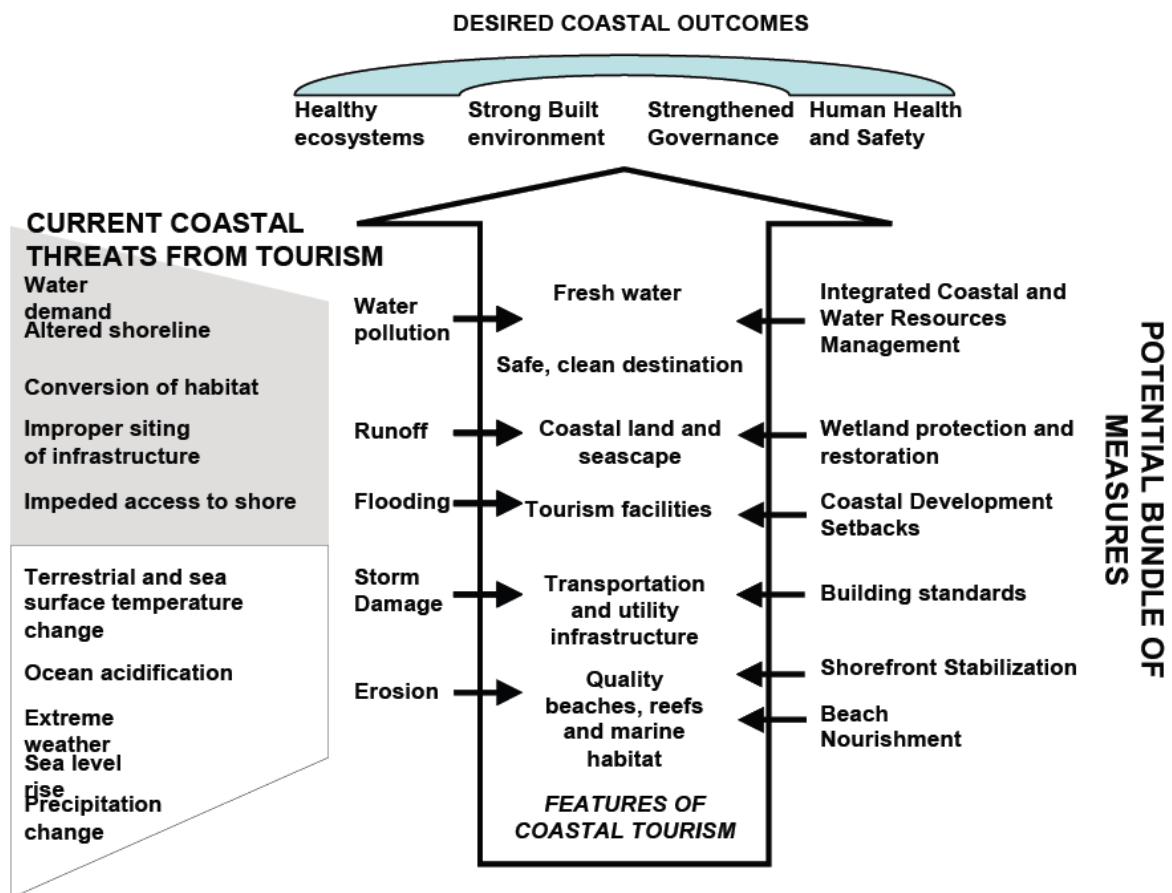 DESIRED COASTAL OUTCOMES
Healthy
ecosystems
Strong Built
environment
Strengthened
Governance
Human Health
and Safety
CURRENT COASTAL
THREATS FROM TOURISM
Water
demand
Altered shoreline
Conversion of habitat
Improper siting
of infrastructure
Impeded access to shore
Terrestrial and sea
surface temperature
change
Ocean acidification
Extreme
weather
Sea level
rise
Precipitation
change
Water
pollution
Runoff
Flooding
Storm
Damage
Erosion
Fresh water
Safe, clean destination
Coastal land and
seascape
Tourism facilities
Transportation
and utility
infrastructure
Quality
beaches, reefs
and marine
habitat
FEATURES OF
COASTAL TOURISM
Integrated Coastal and
Water Resources
Management
Wetland protection and
restoration
Coastal Development
Setbacks
Building standards
Shorefront Stabilization
Beach
Nourishment
POTENTIAL BUNDLE OF
MEASURES